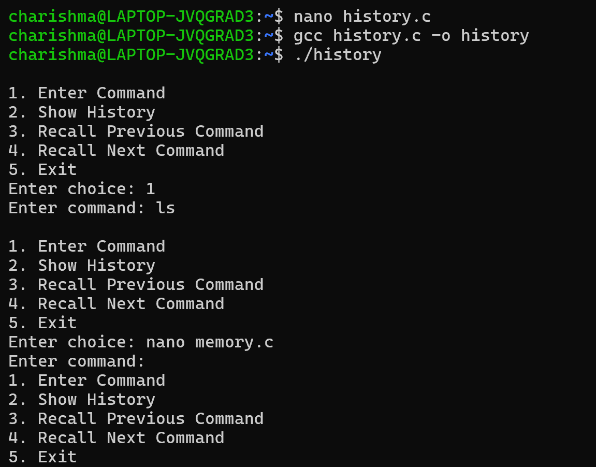 charishma@LAPTOP-JVQGRAD3:~$ nano history.c
charishma@LAPTOP-JVQGRAD3:~$ gcc history.c -o history
charishma@LAPTOP-JVQGRAD3:~$ ./history

1. Enter Command
2. Show History
3. Recall Previous Command
4. Recall Next Command
5. Exit
Enter choice: 1
Enter command: ls

1. Enter Command
2. Show History
3. Recall Previous Command
4. Recall Next Command
5. Exit
Enter choice: nano memory.c
Enter command:
1. Enter Command
2. Show History
3. Recall Previous Command
4. Recall Next Command
5. Exit